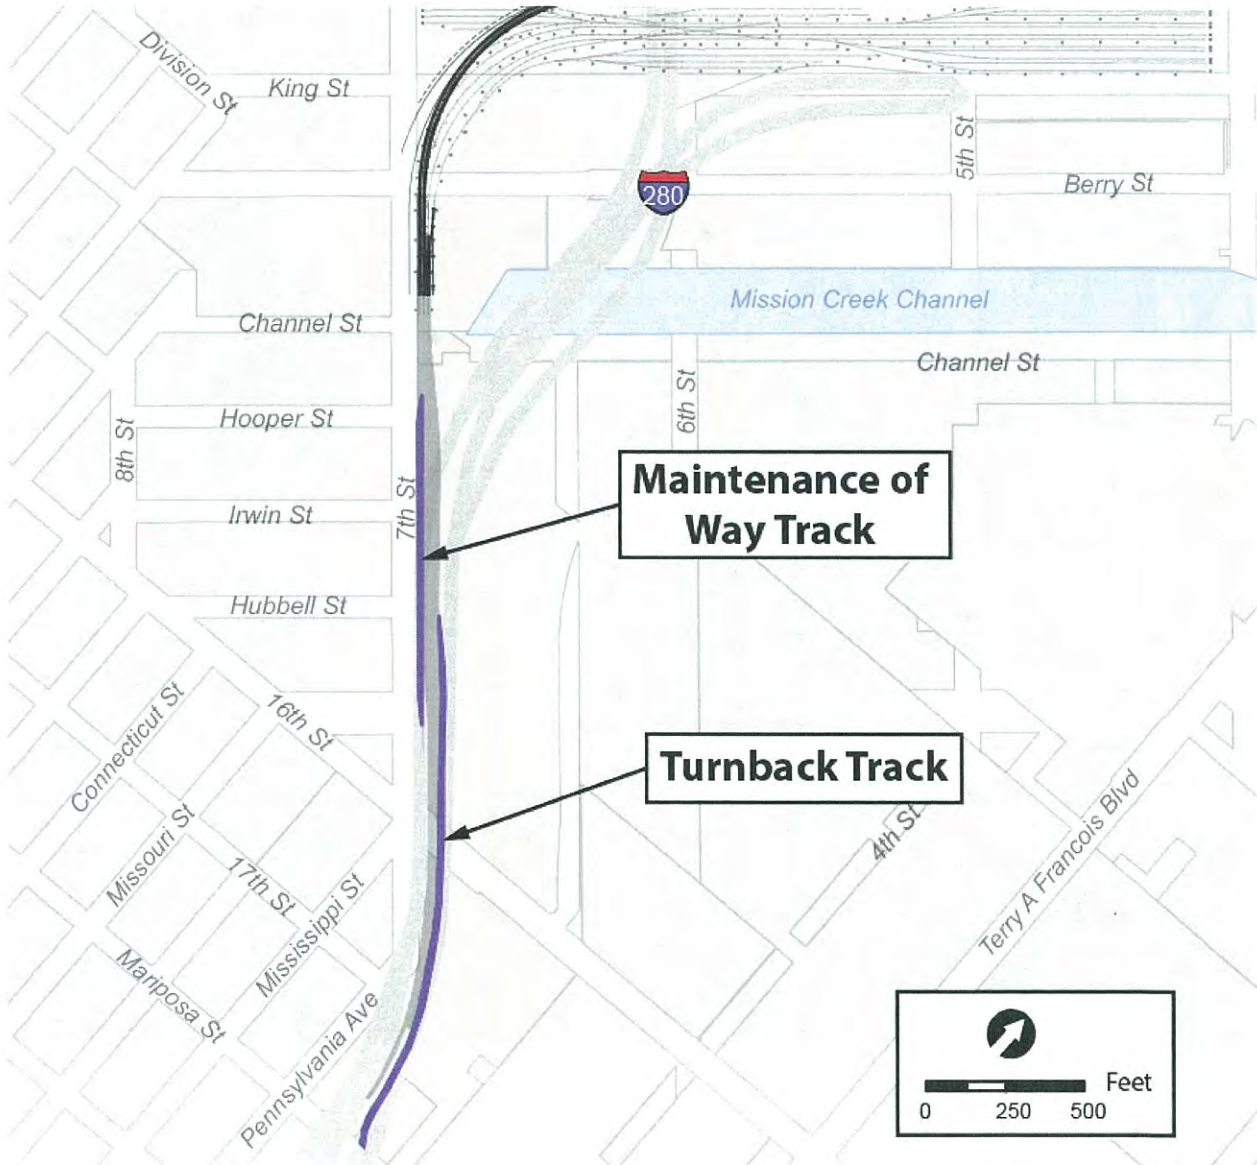 Division St
King St
5th St
280
Berry St
Mission Creek Channel
Channel St
Channel St
6th St
Hooper St
8th St
7th St
Maintenance of
Way Track
Irwin St
Hubbell St
Connecticut St
16th St
Turnback Track
Missouri St
4th St
Terry A Francois Blvd
17th St
Mississippi St
Mariposa St
Pennsylvania Ave
Feet
0 250 500